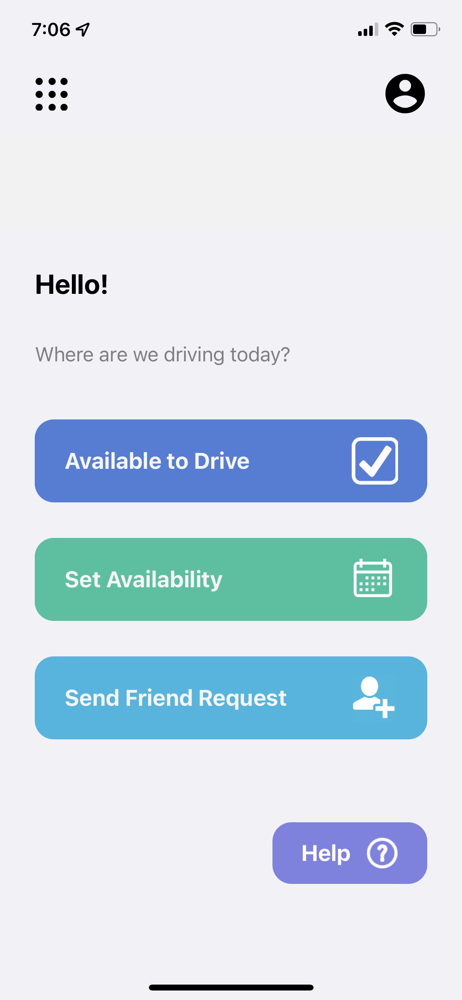 7:06
Hello!
Where are we driving today?
Available to Drive
Set Availability
Send Friend Request
Help